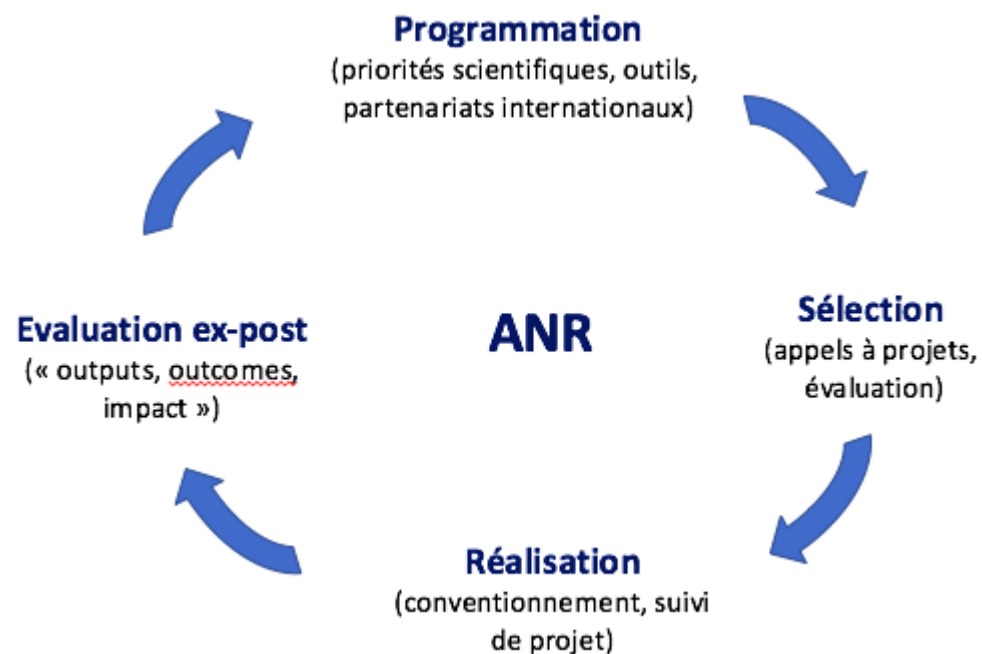 Programmation
(priorités scientifiques, outils,
partenariats internationaux)
Sélection
(appels à projets,
évaluation)
Réalisation
(conventionnement, suivi
de projet)
Evaluation ex-post
(« outputs, outcomes,
impact »)
ANR